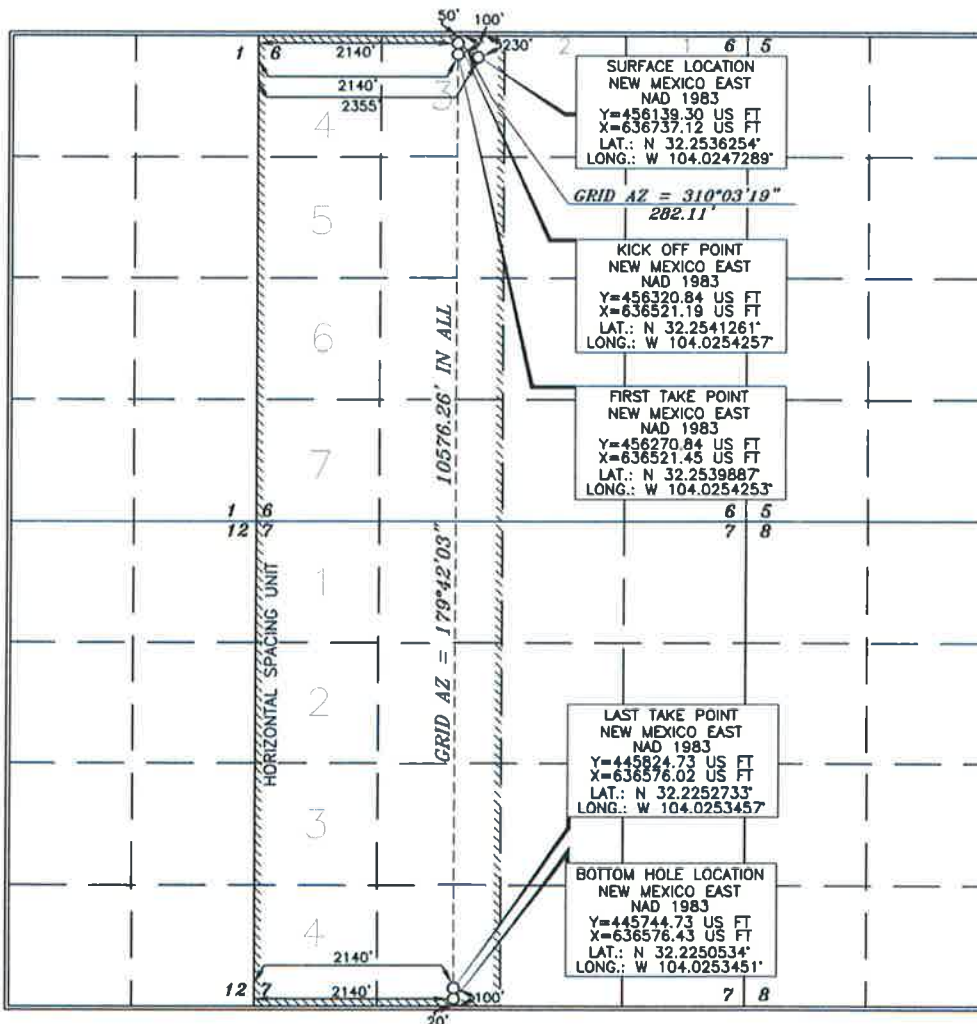 50' 100'
1 6 2140' 230' 2 1 6 5
2140'
2355' 3
4
SURFACE LOCATION
NEW MEXICO EAST
NAD 1983
Y=456139.30 US FT
X=636737.12 US FT
LAT.: N 32.2536254°
LONG.: W 104.0247289°
GRID AZ = 310°03'19"
282.11'
5
KICK OFF POINT
NEW MEXICO EAST
NAD 1983
Y=456320.84 US FT
X=636521.19 US FT
LAT.: N 32.2541261°
LONG.: W 104.0254257°
6
10576.26' IN ALL
FIRST TAKE POINT
NEW MEXICO EAST
NAD 1983
Y=456270.84 US FT
X=636521.45 US FT
LAT.: N 32.2539887°
LONG.: W 104.0254253°
7
1 6 6 5
12 7 7 8
HORIZONTAL SPACING UNIT
1
GRID AZ = 179°42'03"
2
LAST TAKE POINT
NEW MEXICO EAST
NAD 1983
Y=445824.73 US FT
X=636576.02 US FT
LAT.: N 32.2252733°
LONG.: W 104.0253457°
3
BOTTOM HOLE LOCATION
NEW MEXICO EAST
NAD 1983
Y=445744.73 US FT
X=636576.43 US FT
LAT.: N 32.2250534°
LONG.: W 104.0253451°
4
2140'
12 7 2140' 100' 7 8
20'